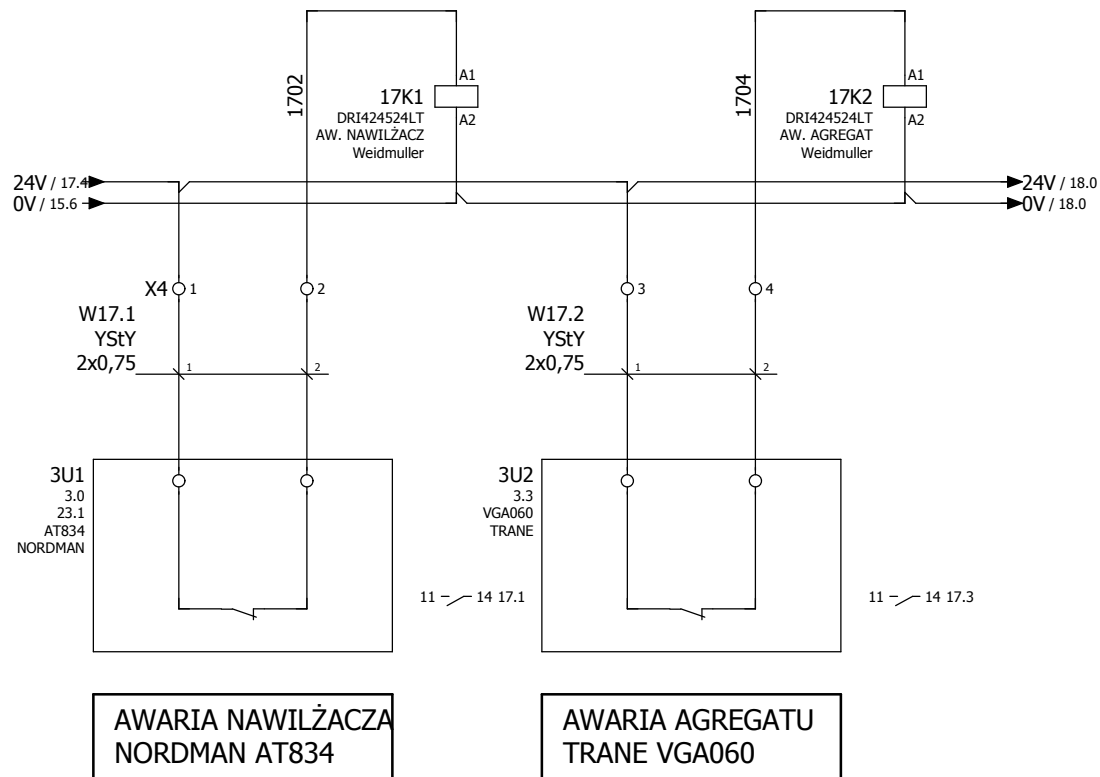 1702
17K1
DRI424524LT
AW. NAWILŻACZ
Weidmuller
A1
A2
1704
17K2
DRI424524LT
AW. AGREGAT
Weidmuller
A1
A2
24V / 17.4
0V / 15.6
24V / 18.0
0V / 18.0
X4 1 2
3 4
W17.1
YStY
2x0,75
1 2
W17.2
YStY
2x0,75
1 2
3U1
3.0
23.1
AT834
NORDMAN
3U2
3.3
VGA060
TRANE
11 14 17.1
11 14 17.3
AWARIA NAWILŻACZA
NORDMAN AT834
AWARIA AGREGATU
TRANE VGA060